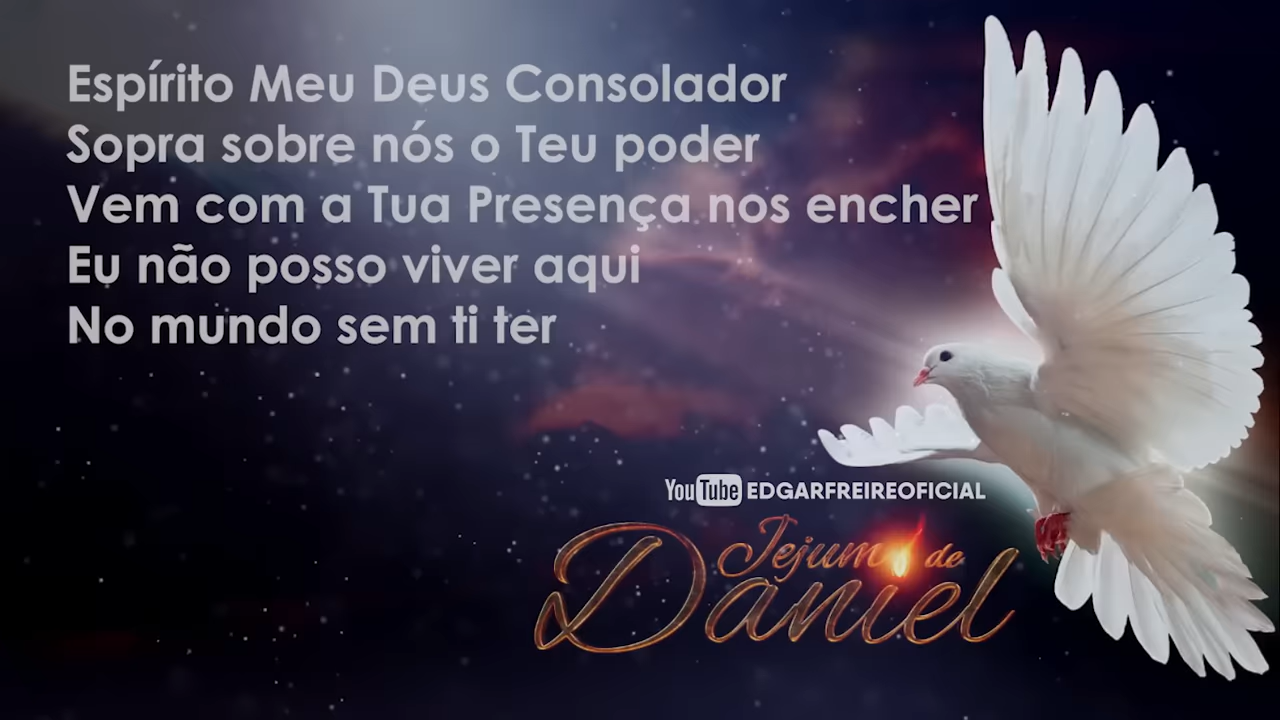 Espírito Meu Deus Consolador
Sopra sobre nós o Teu poder
Vem com a Tua Presença nos encher
Eu não posso viver aqui
No mundo sem ti ter
YouTube EDGARFREIREOFICIAL
Jejum de
Daniel